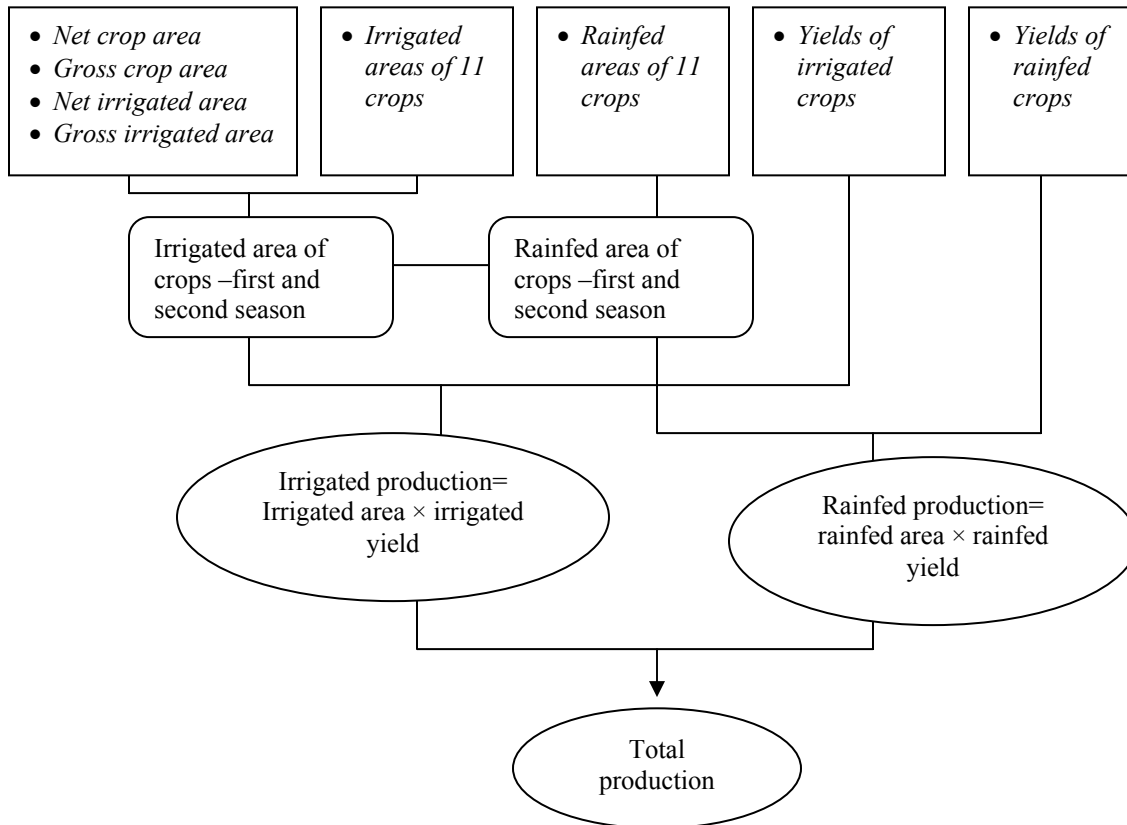 • Net crop area
• Gross crop area
• Net irrigated area
• Gross irrigated area
• Irrigated
areas of 11
crops
• Rainfed
areas of 11
crops
• Yields of
irrigated
crops
• Yields of
rainfed
crops
Irrigated area of
crops –first and
second season
Rainfed area of
crops –first and
second season
Irrigated production=
Irrigated area × irrigated
yield
Rainfed production=
rainfed area × rainfed
yield
Total
production